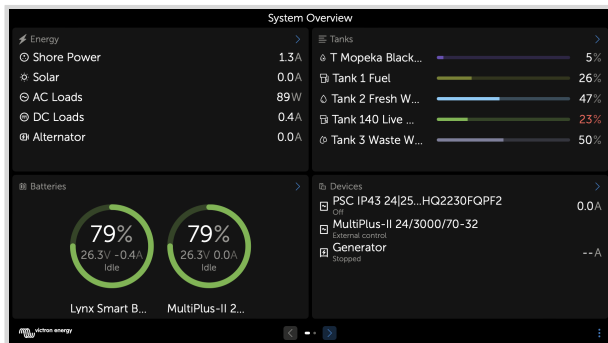 System Overview
Energy
Shore Power 1.3A
Solar 0.0A
AC Loads 89W
DC Loads 0.4A
Alternator 0.0A
Tanks
T Mopeka Black... 5%
Tank 1 Fuel 26%
Tank 2 Fresh W... 47%
Tank 140 Live ... 23%
Tank 3 Waste W... 50%
Batteries
79%
26.3V -0.4A
Idle
Lynx Smart B...
79%
26.3V 0.0A
Idle
MultiPlus-II 2...
Devices
PSC IP43 24|25...HQ2230FQPF2 0.0A
Off
MultiPlus-II 24/3000/70-32
External control
Generator --A
Stopped
victron energy